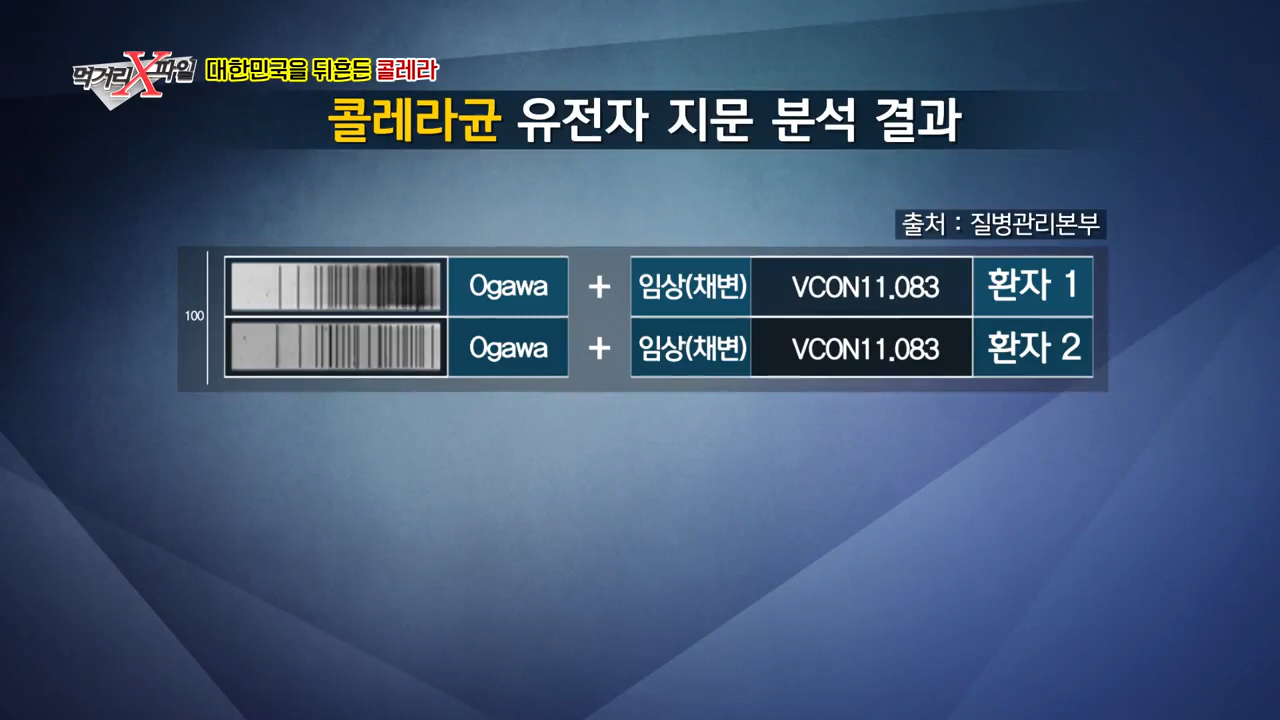 먹거리X파일 대한민국을 뒤흔든 콜레라
콜레라균 유전자 지문 분석 결과
출처 : 질병관리본부
100
Ogawa + 임상(채변) VCON11.083 환자 1
Ogawa + 임상(채변) VCON11.083 환자 2